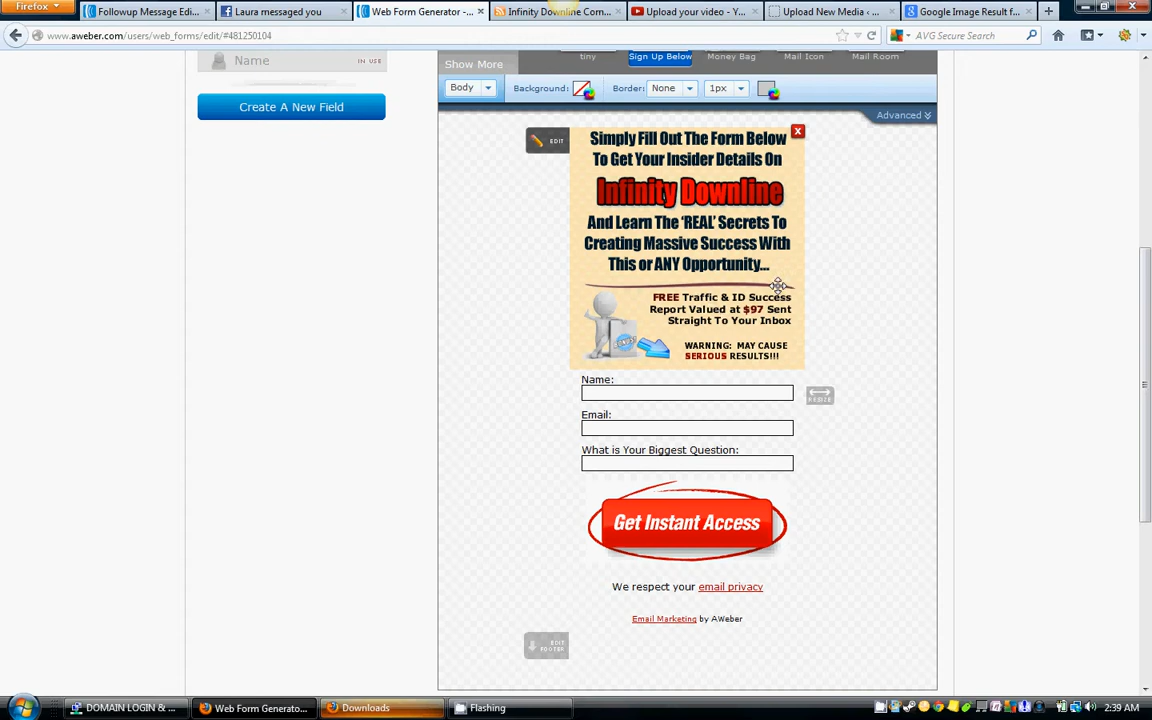 Firefox
Followup Message Edi...
Laura messaged you
Web Form Generator -...
Infinity Downline Corn...
Upload your video - Y...
Upload New Media ‹ ...
Google Image Result f...
www.aweber.com/users/web_forms/edit/#481250104
AVG Secure Search
Name
IN USE
Create A New Field
Show More
tiny
Sign Up Below
Money Bag
Mail Icon
Mail Room
Body
Background:
Border:
None
1px
Advanced
EDIT
X
Simply Fill Out The Form Below
To Get Your Insider Details On
Infinity Downline
And Learn The 'REAL' Secrets To
Creating Massive Success With
This or ANY Opportunity...
FREE Traffic & ID Success
Report Valued at $97 Sent
Straight To Your Inbox
WARNING: MAY CAUSE
SERIOUS RESULTS!!!
BONUS
Name:
RESIZE
Email:
What is Your Biggest Question:
Get Instant Access
We respect your email privacy
Email Marketing by AWeber
EDIT
FOOTER
DOMAIN LOGIN & ...
Web Form Generato...
Downloads
Flashing
2:39 AM